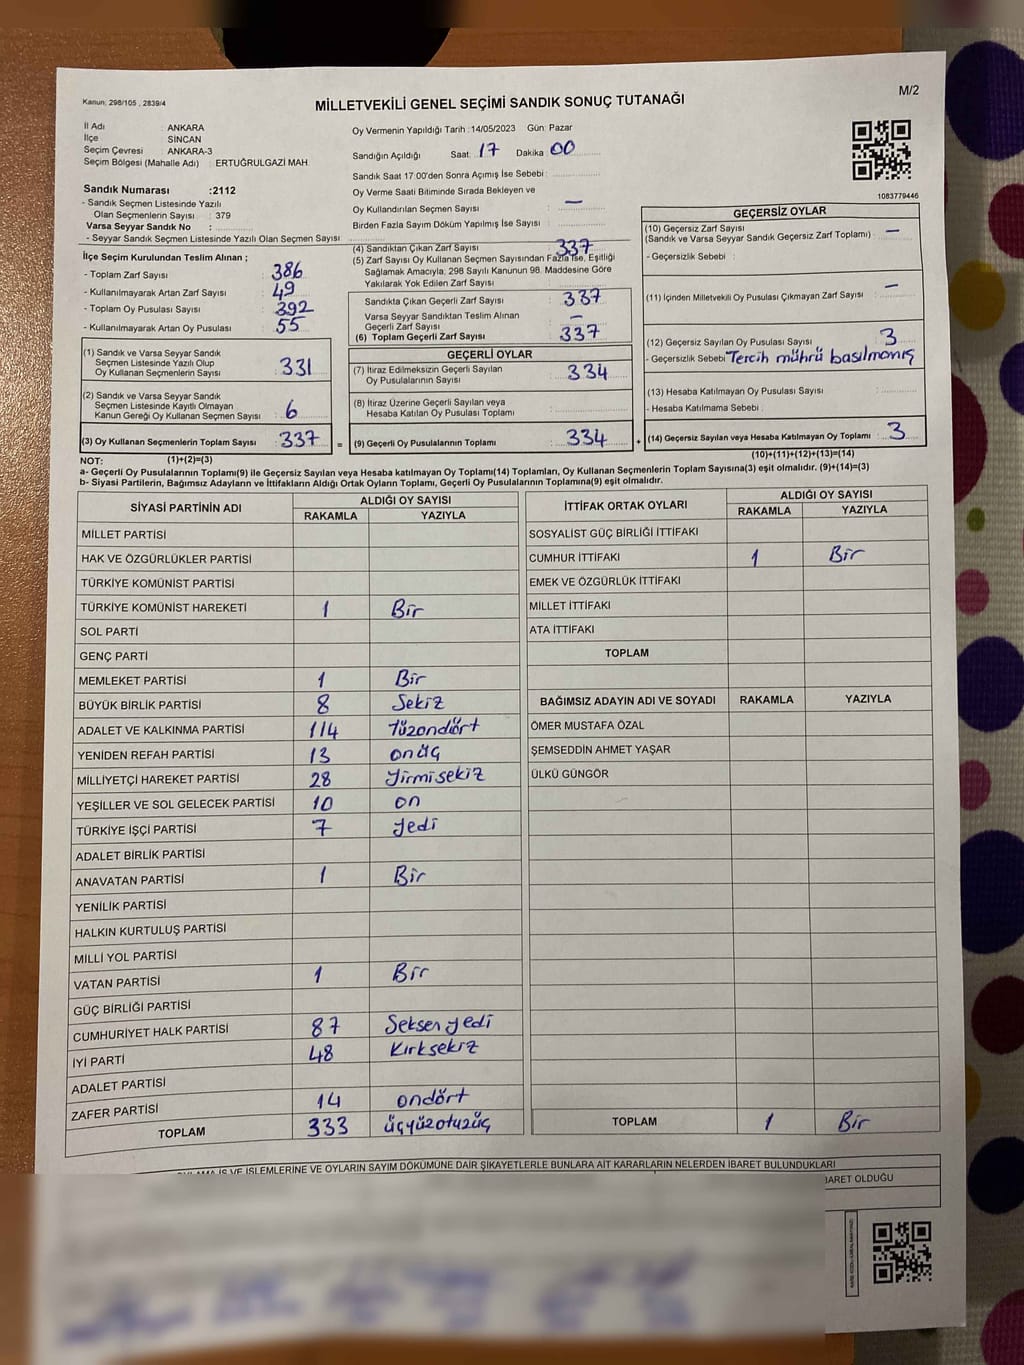 Kanun: 298/105 , 2839/4
M/2
MİLLETVEKİLİ GENEL SEÇİMİ SANDIK SONUÇ TUTANAĞI
İl Adı : ANKARA
İlçe : SİNCAN
Seçim Çevresi : ANKARA-3
Seçim Bölgesi (Mahalle Adı) : ERTUĞRULGAZİ MAH.
Sandık Numarası :2112
- Sandık Seçmen Listesinde Yazılı
Olan Seçmenlerin Sayısı : 379
Varsa Seyyar Sandık No :
- Seyyar Sandık Seçmen Listesinde Yazılı Olan Seçmen Sayısı :
Oy Vermenin Yapıldığı Tarih :14/05/2023 Gün: Pazar
Sandığın Açıldığı Saat: 17 Dakika: 00
Sandık Saat 17:00'den Sonra Açımış İse Sebebi :
Oy Verme Saati Bitiminde Sırada Bekleyen ve
Oy Kullandırılan Seçmen Sayısı : —
Birden Fazla Sayım Döküm Yapılmış İse Sayısı :
1083779446
İlçe Seçim Kurulundan Teslim Alınan ;
- Toplam Zarf Sayısı : 386
- Kullanılmayarak Artan Zarf Sayısı : 49
- Toplam Oy Pusulası Sayısı : 392
- Kullanılmayarak Artan Oy Pusulası : 55
(1) Sandık ve Varsa Seyyar Sandık
Seçmen Listesinde Yazılı Olup
Oy Kullanan Seçmenlerin Sayısı : 331
(2) Sandık ve Varsa Seyyar Sandık
Seçmen Listesinde Kayıtlı Olmayan
Kanun Gereği Oy Kullanan Seçmen Sayısı : 6
(3) Oy Kullanan Seçmenlerin Toplam Sayısı : 337 =
(4) Sandıktan Çıkan Zarf Sayısı : 337
(5) Zarf Sayısı Oy Kullanan Seçmen Sayısından Fazla İse, Eşitliği
Sağlamak Amacıyla; 298 Sayılı Kanunun 98. Maddesine Göre
Yakılarak Yok Edilen Zarf Sayısı :
Sandıkta Çıkan Geçerli Zarf Sayısı : 337
Varsa Seyyar Sandıktan Teslim Alınan
Geçerli Zarf Sayısı : —
(6) Toplam Geçerli Zarf Sayısı : 337
GEÇERLİ OYLAR
(7) İtiraz Edilmeksizin Geçerli Sayılan
Oy Pusulalarının Sayısı : 334
(8) İtiraz Üzerine Geçerli Sayılan veya
Hesaba Katılan Oy Pusulası Toplamı :
(9) Geçerli Oy Pusulalarının Toplamı : 334 +
GEÇERSİZ OYLAR
(10) Geçersiz Zarf Sayısı : —
(Sandık ve Varsa Seyyar Sandık Geçersiz Zarf Toplamı)
- Geçersizlik Sebebi :
(11) İçinden Milletvekili Oy Pusulası Çıkmayan Zarf Sayısı : —
(12) Geçersiz Sayılan Oy Pusulası Sayısı : 3
- Geçersizlik Sebebi Tercih mührü basılmamış
(13) Hesaba Katılmayan Oy Pusulası Sayısı :
- Hesaba Katılmama Sebebi :
(14) Geçersiz Sayılan veya Hesaba Katılmayan Oy Toplamı : 3
NOT: (1)+(2)=(3)
(10)+(11)+(12)+(13)=(14)
a- Geçerli Oy Pusulalarının Toplamı(9) ile Geçersiz Sayılan veya Hesaba katılmayan Oy Toplamı(14) Toplamları, Oy Kullanan Seçmenlerin Toplam Sayısına(3) eşit olmalıdır. (9)+(14)=(3)
b- Siyasi Partilerin, Bağımsız Adayların ve İttifakların Aldığı Ortak Oyların Toplamı, Geçerli Oy Pusulalarının Toplamına(9) eşit olmalıdır.
SİYASİ PARTİNİN ADI ALDIĞI OY SAYISI
RAKAMLA YAZIYLA
MİLLET PARTİSİ
HAK VE ÖZGÜRLÜKLER PARTİSİ
TÜRKİYE KOMÜNİST PARTİSİ
TÜRKİYE KOMÜNİST HAREKETİ 1 Bir
SOL PARTİ
GENÇ PARTİ
MEMLEKET PARTİSİ 1 Bir
BÜYÜK BİRLİK PARTİSİ 8 Sekiz
ADALET VE KALKINMA PARTİSİ 114 Yüzondört
YENİDEN REFAH PARTİSİ 13 onüç
MİLLİYETÇİ HAREKET PARTİSİ 28 Yirmisekiz
YEŞİLLER VE SOL GELECEK PARTİSİ 10 on
TÜRKİYE İŞÇİ PARTİSİ 7 Yedi
ADALET BİRLİK PARTİSİ
ANAVATAN PARTİSİ 1 Bir
YENİLİK PARTİSİ
HALKIN KURTULUŞ PARTİSİ
MİLLİ YOL PARTİSİ
VATAN PARTİSİ 1 Bir
GÜÇ BİRLİĞİ PARTİSİ
CUMHURİYET HALK PARTİSİ 87 Seksenyedi
İYİ PARTİ 48 Kırksekiz
ADALET PARTİSİ
ZAFER PARTİSİ 14 ondört
TOPLAM 333 üçyüzotuzüç
İTTİFAK ORTAK OYLARI ALDIĞI OY SAYISI
RAKAMLA YAZIYLA
SOSYALİST GÜÇ BİRLİĞİ İTTİFAKI
CUMHUR İTTİFAKI 1 Bir
EMEK VE ÖZGÜRLÜK İTTİFAKI
MİLLET İTTİFAKI
ATA İTTİFAKI
TOPLAM
BAĞIMSIZ ADAYIN ADI VE SOYADI RAKAMLA YAZIYLA
ÖMER MUSTAFA ÖZAL
ŞEMSEDDİN AHMET YAŞAR
ÜLKÜ GÜNGÖR
TOPLAM 1 Bir
İŞ VE İŞLEMLERİNE VE OYLARIN SAYIM DÖKÜMÜNE DAİR ŞİKAYETLERLE BUNLARA AİT KARARLARIN NELERDEN İBARET BULUNDUKLARI
OLDUĞU